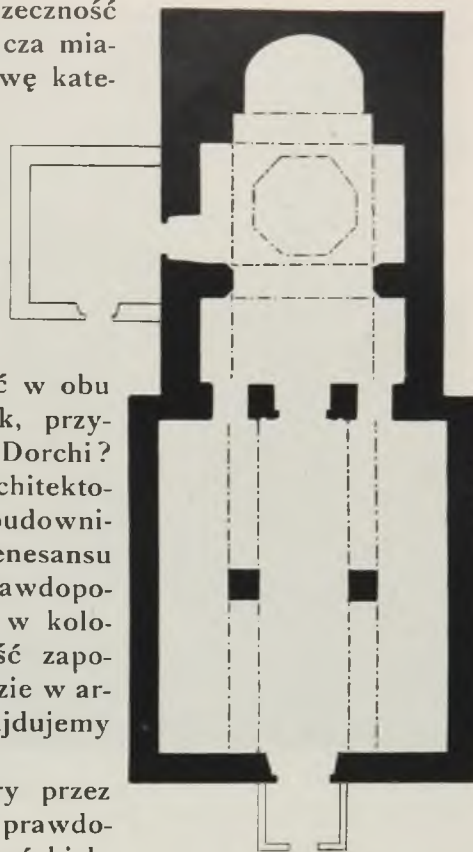 zeczność
cza mia-
wę kate-
ć w obu
k, przy-
Dorchi?
chitekto-
oudowni-
enesansu
awdopo-
w kolo-
ść zapo-
zie w ar-
jdujemy
ry przez
prawdo-